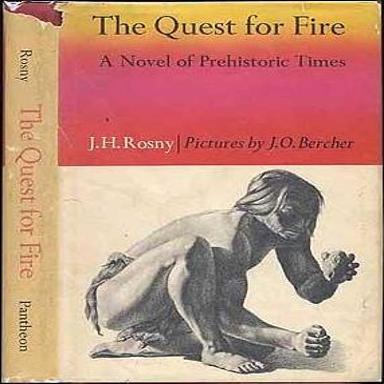 The Quest for Fire
A Novel of Prehistoric Times
J.H.Rosny | Pictures by J.O.Bercher
Rosny
The Quest for Fire
Pantheon